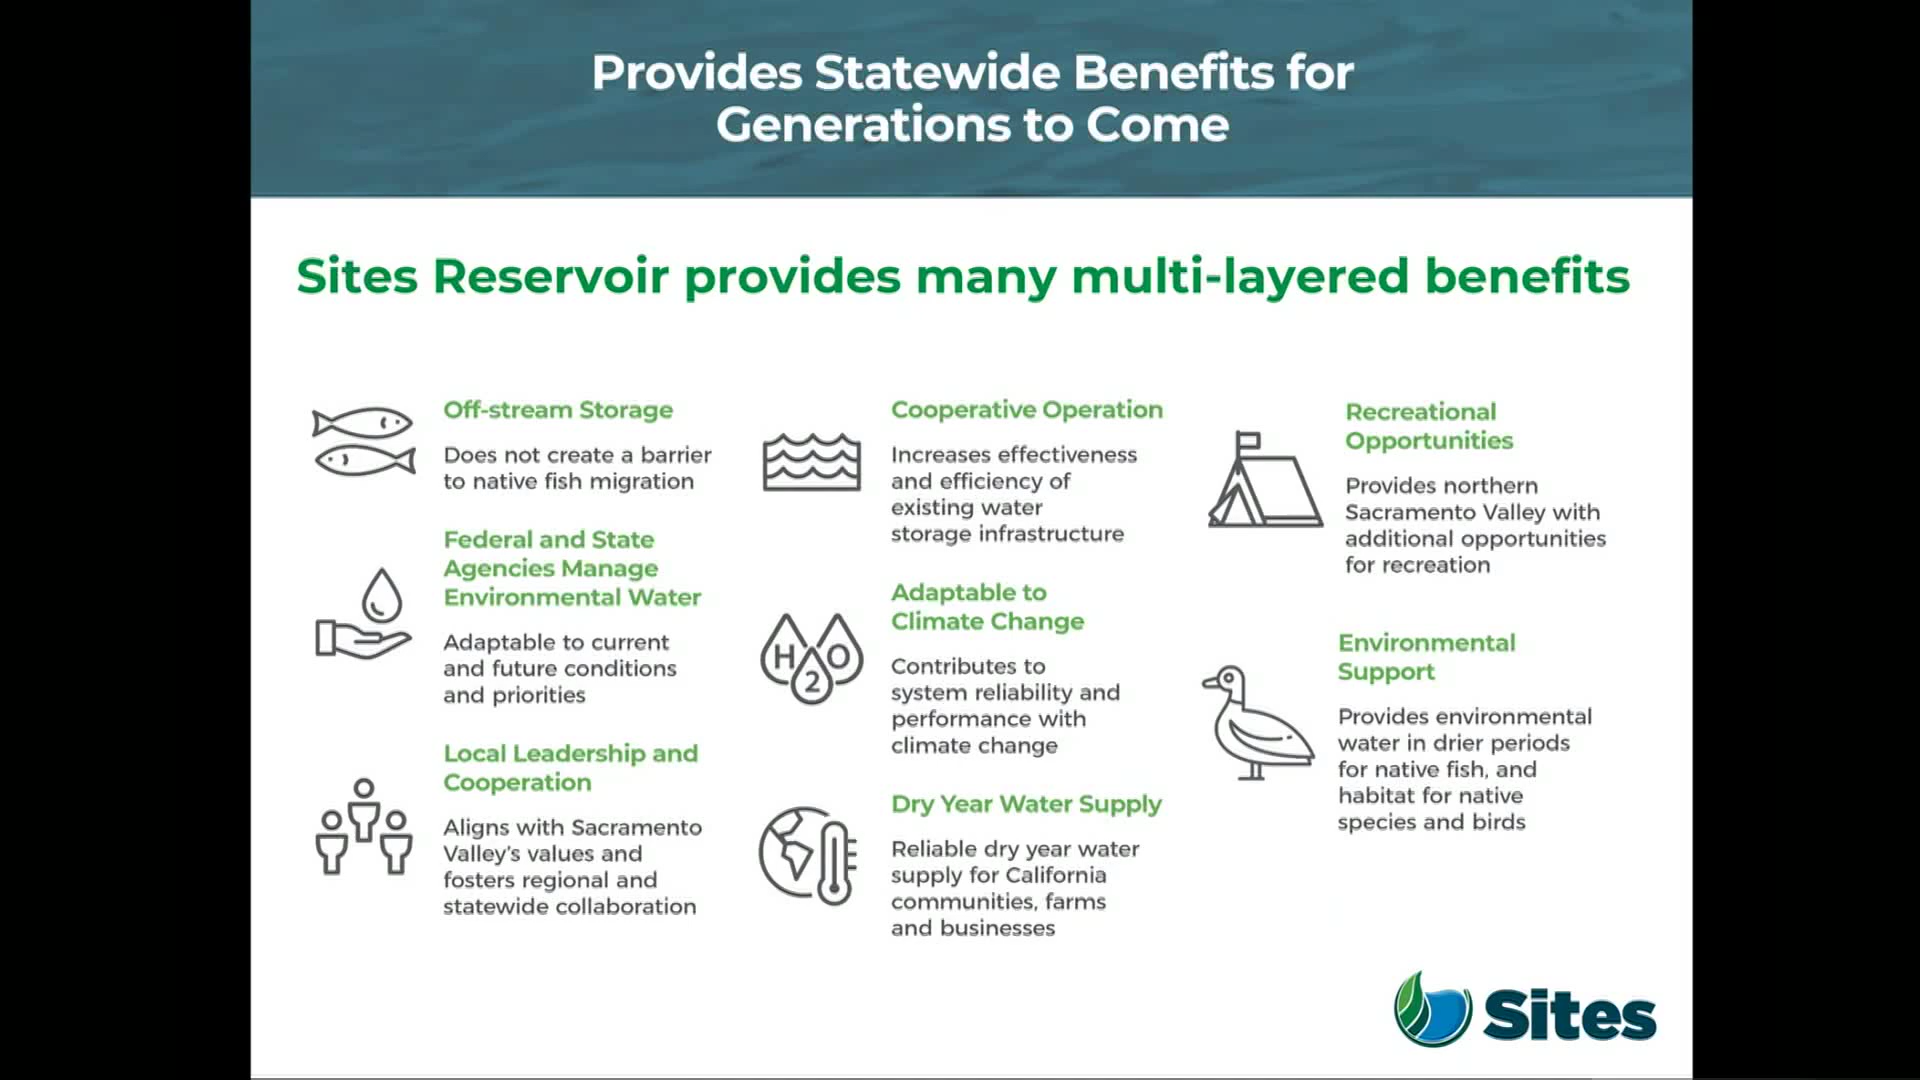 Provides Statewide Benefits for
Generations to Come
Sites Reservoir provides many multi-layered benefits
Off-stream Storage
Does not create a barrier
to native fish migration
Federal and State
Agencies Manage
Environmental Water
Adaptable to current
and future conditions
and priorities
Local Leadership and
Cooperation
Aligns with Sacramento
Valley's values and
fosters regional and
statewide collaboration
Cooperative Operation
Increases effectiveness
and efficiency of
existing water
storage infrastructure
H2O
Adaptable to
Climate Change
Contributes to
system reliability and
performance with
climate change
Dry Year Water Supply
Reliable dry year water
supply for California
communities, farms
and businesses
Recreational
Opportunities
Provides northern
Sacramento Valley with
additional opportunities
for recreation
Environmental
Support
Provides environmental
water in drier periods
for native fish, and
habitat for native
species and birds
Sites